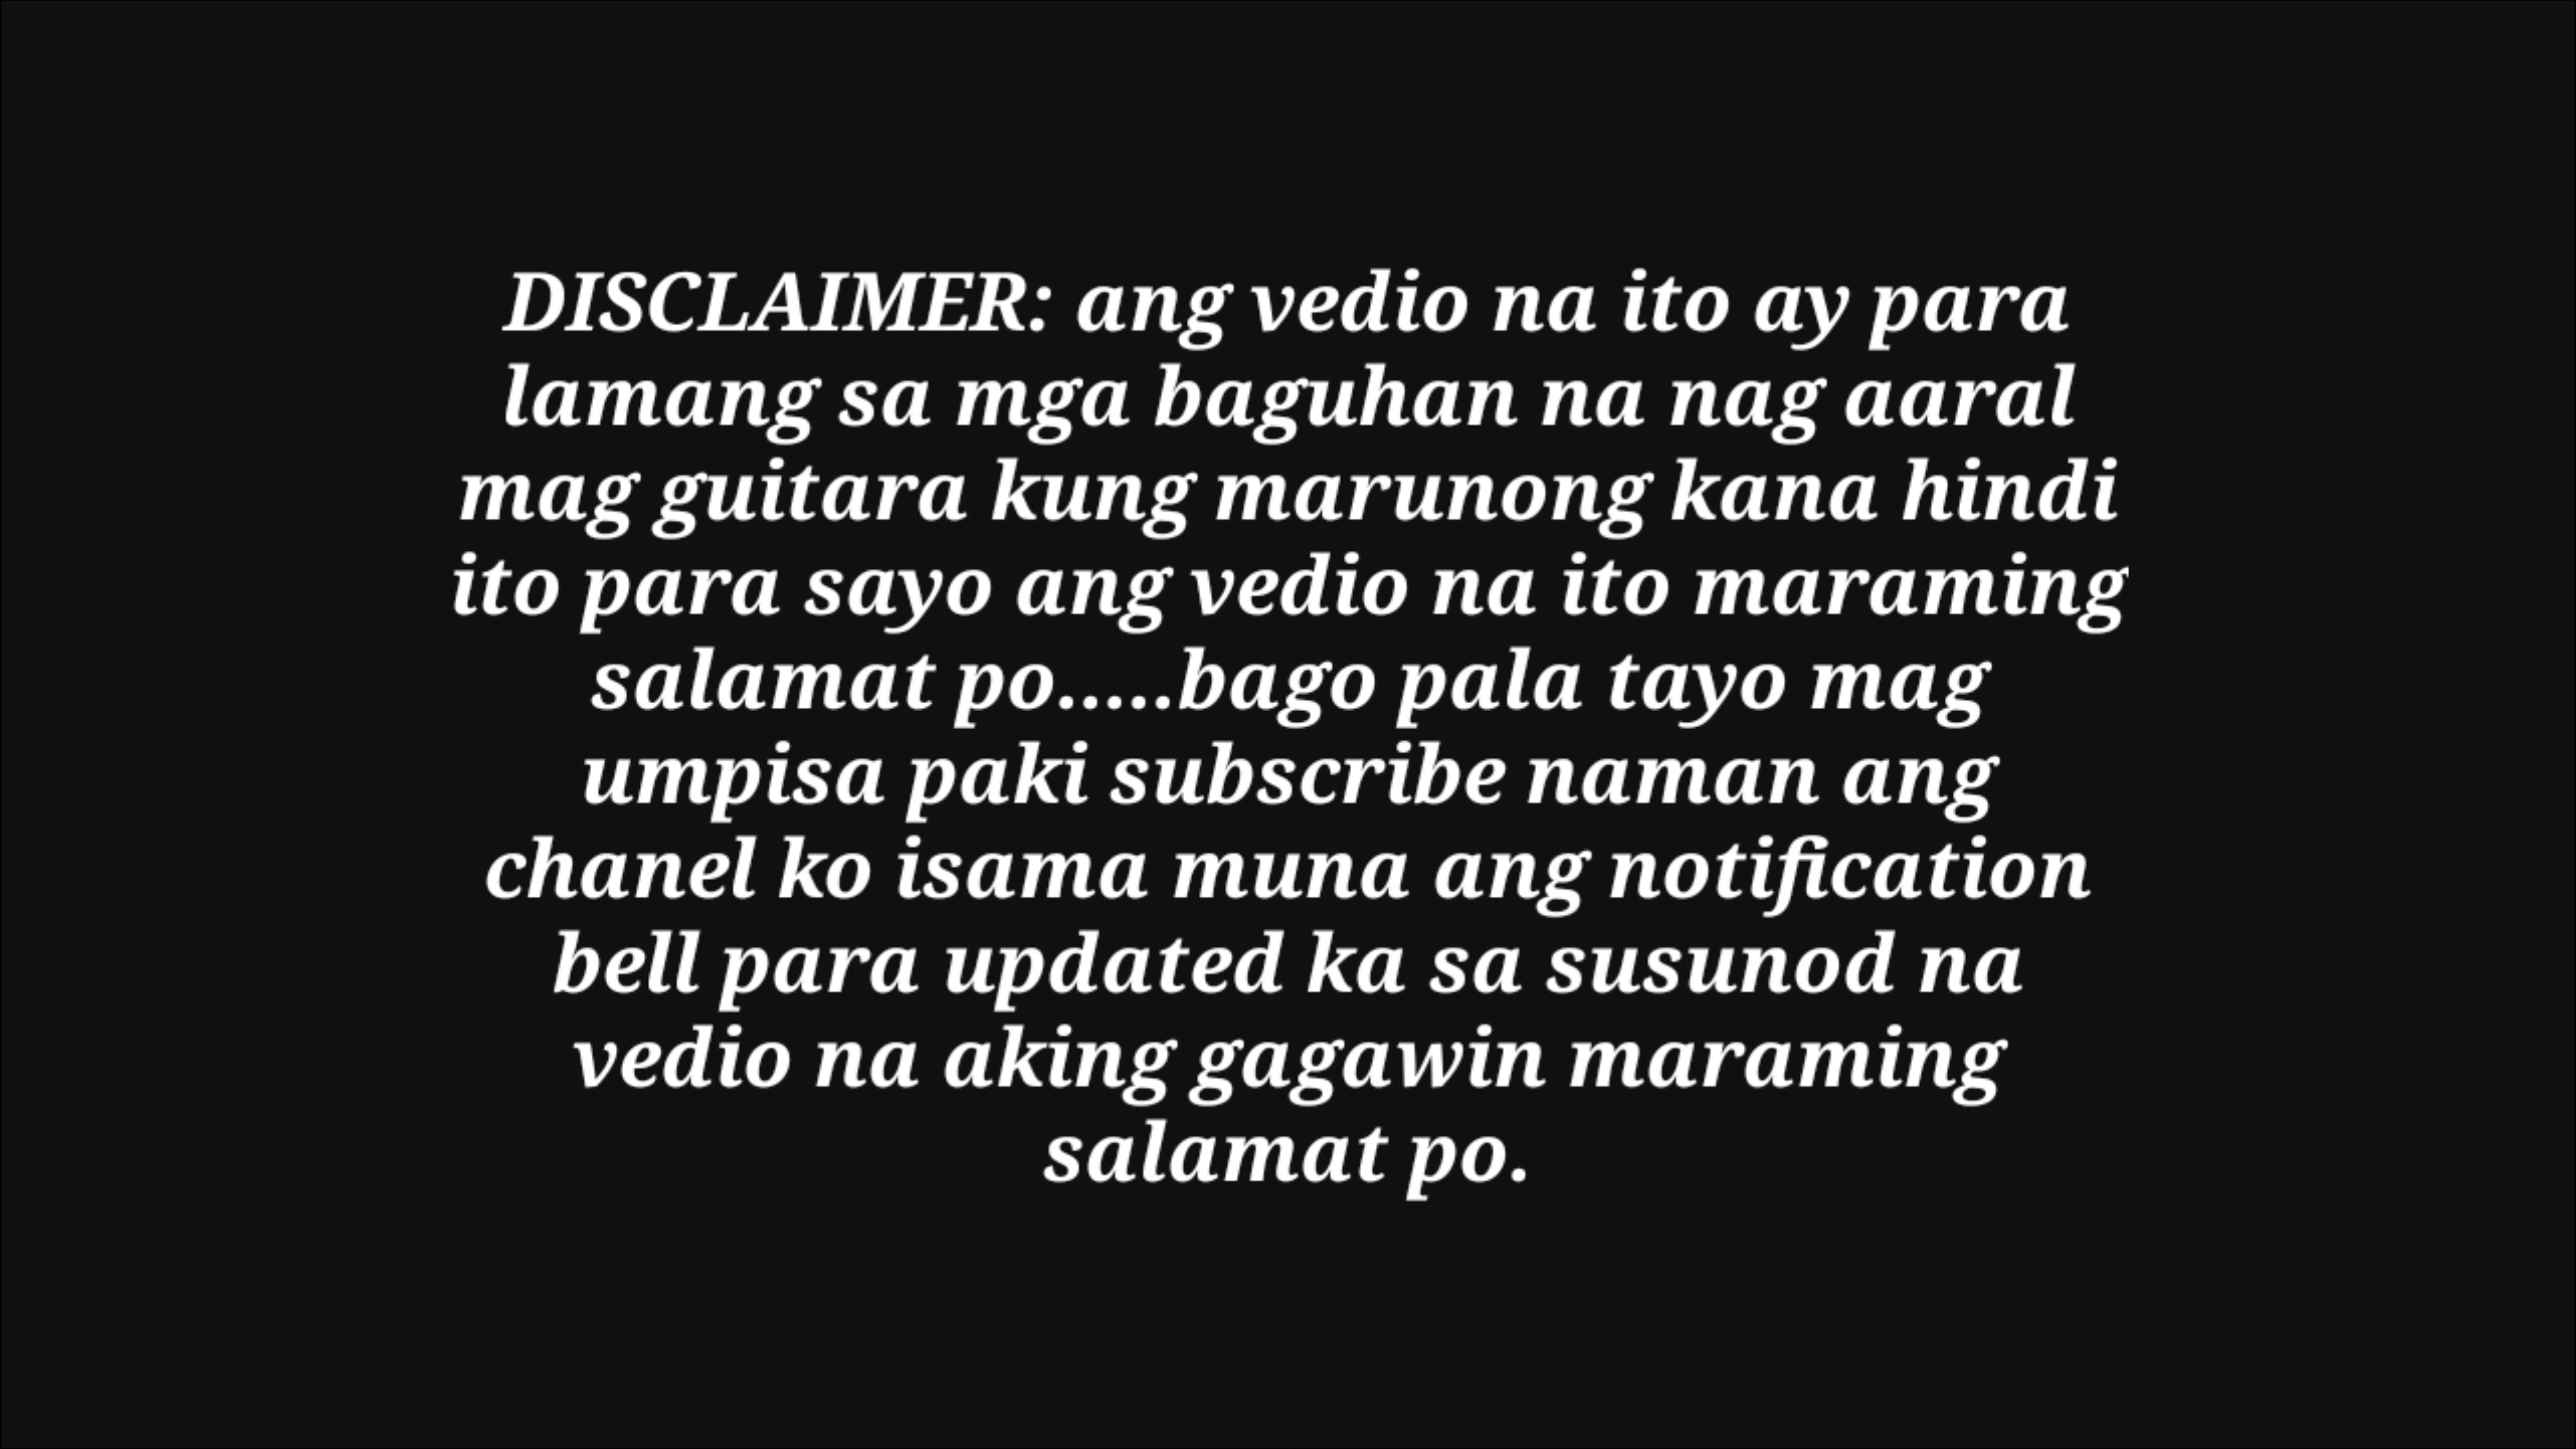 DISCLAIMER: ang vedio na ito ay para
lamang sa mga baguhan na nag aaral
mag guitara kung marunong kana hindi
ito para sayo ang vedio na ito maraming
salamat po.....bago pala tayo mag
umpisa paki subscribe naman ang
chanel ko isama muna ang notification
bell para updated ka sa susunod na
vedio na aking gagawin maraming
salamat po.